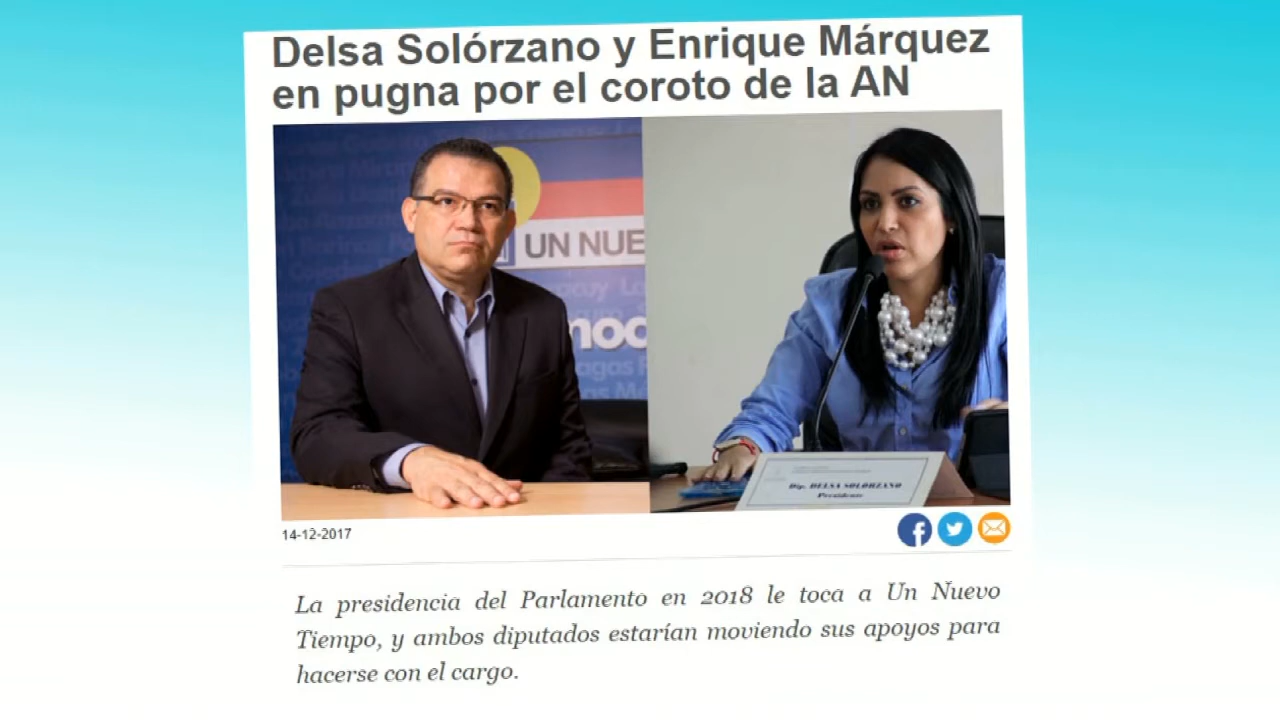 Delsa Solórzano y Enrique Márquez
en pugna por el coroto de la AN
UN NUE
moc
Dip. DELSA SOLORZANO
Presidente
14-12-2017
La presidencia del Parlamento en 2018 le toca a Un Nuevo
Tiempo, y ambos diputados estarían moviendo sus apoyos para
hacerse con el cargo.